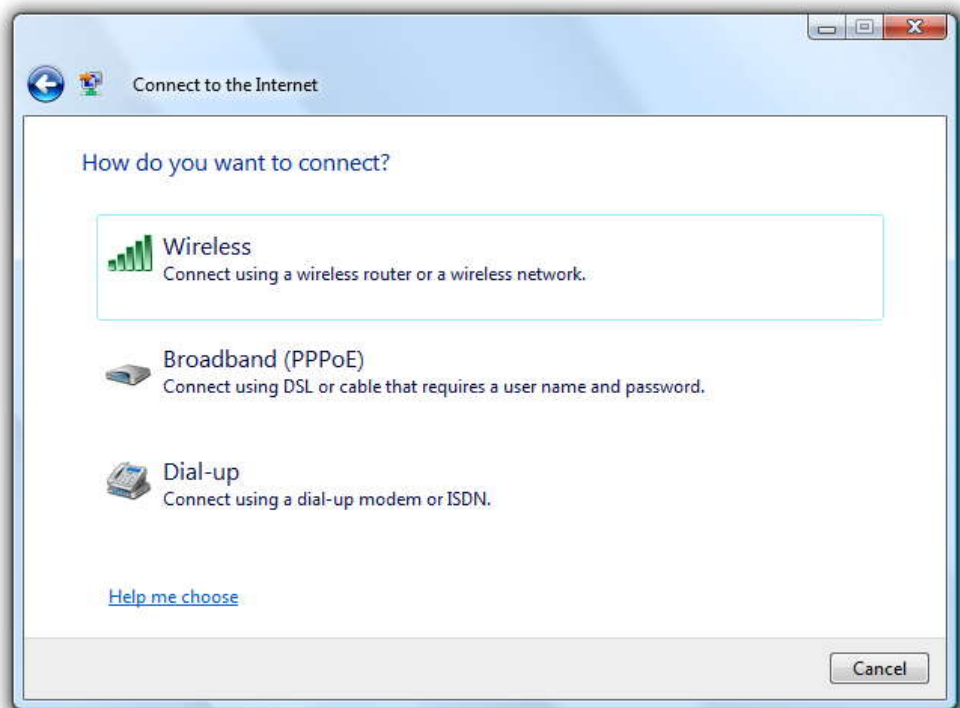 Connect to the Internet
How do you want to connect?
Wireless
Connect using a wireless router or a wireless network.
Broadband (PPPoE)
Connect using DSL or cable that requires a user name and password.
Dial-up
Connect using a dial-up modem or ISDN.
Help me choose
Cancel